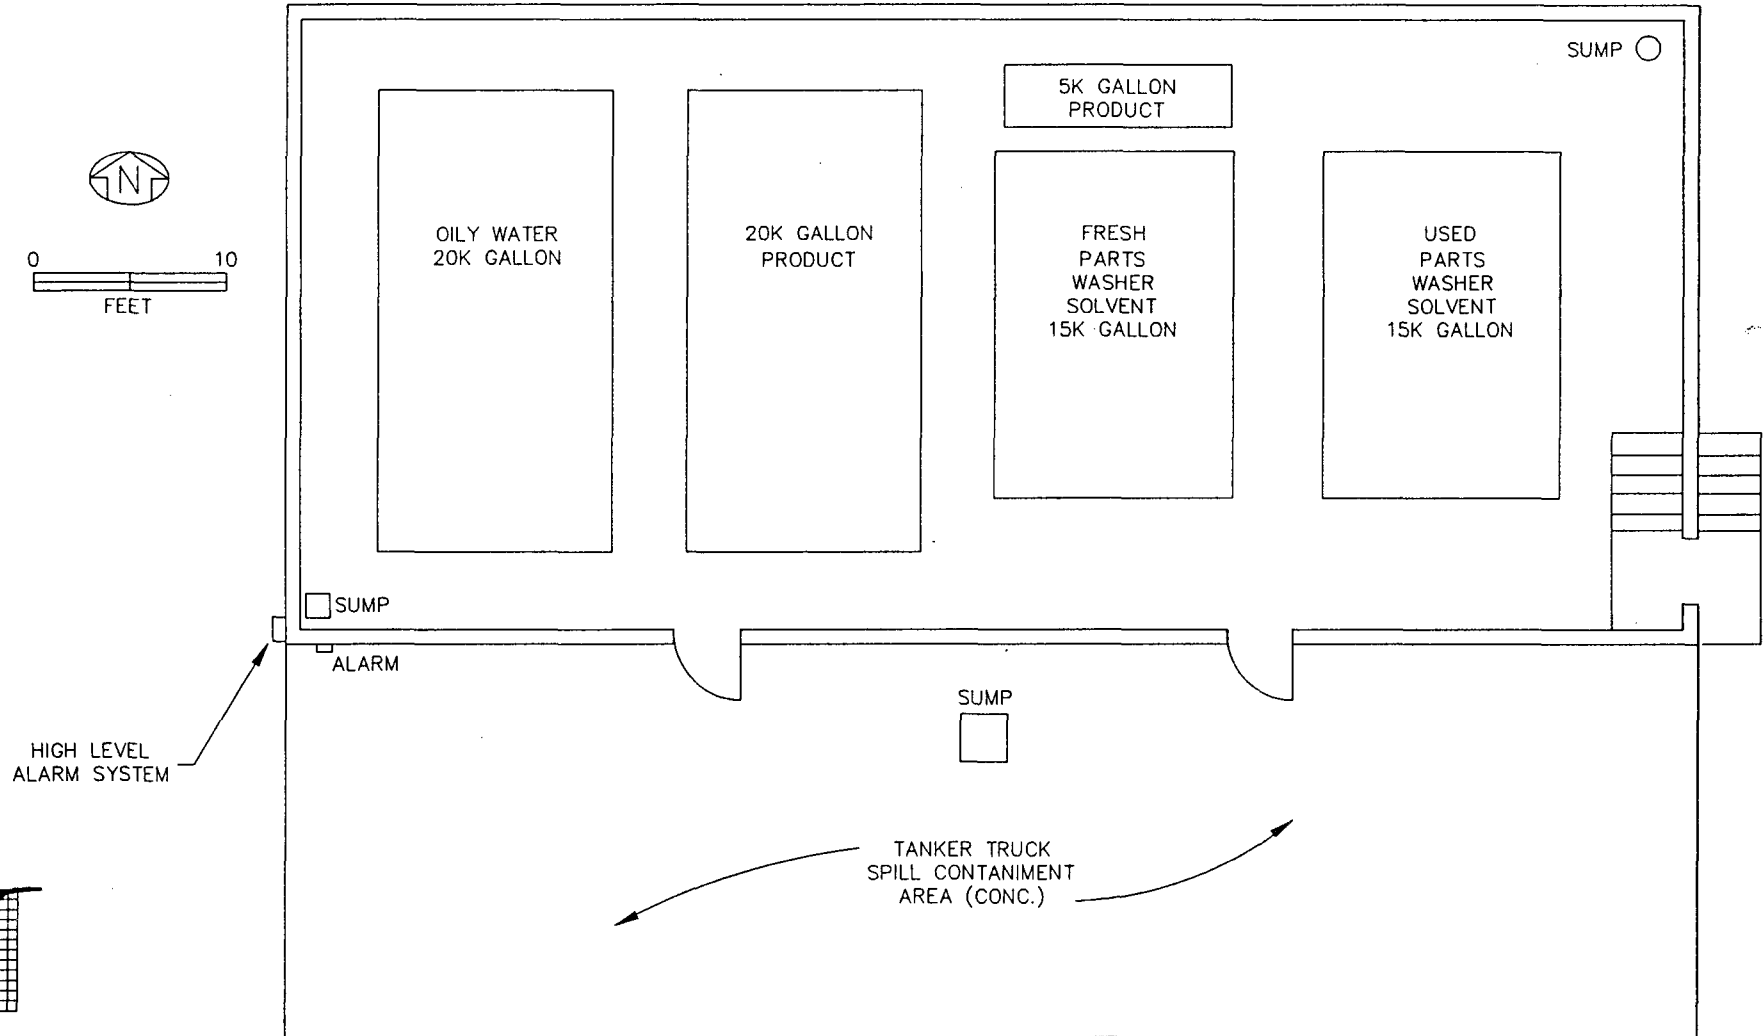 SUMP
5K GALLON
PRODUCT
N
OILY WATER
20K GALLON
20K GALLON
PRODUCT
FRESH
PARTS
WASHER
SOLVENT
15K GALLON
USED
PARTS
WASHER
SOLVENT
15K GALLON
0 10
FEET
SUMP
ALARM
SUMP
HIGH LEVEL
ALARM SYSTEM
TANKER TRUCK
SPILL CONTANIMENT
AREA (CONC.)